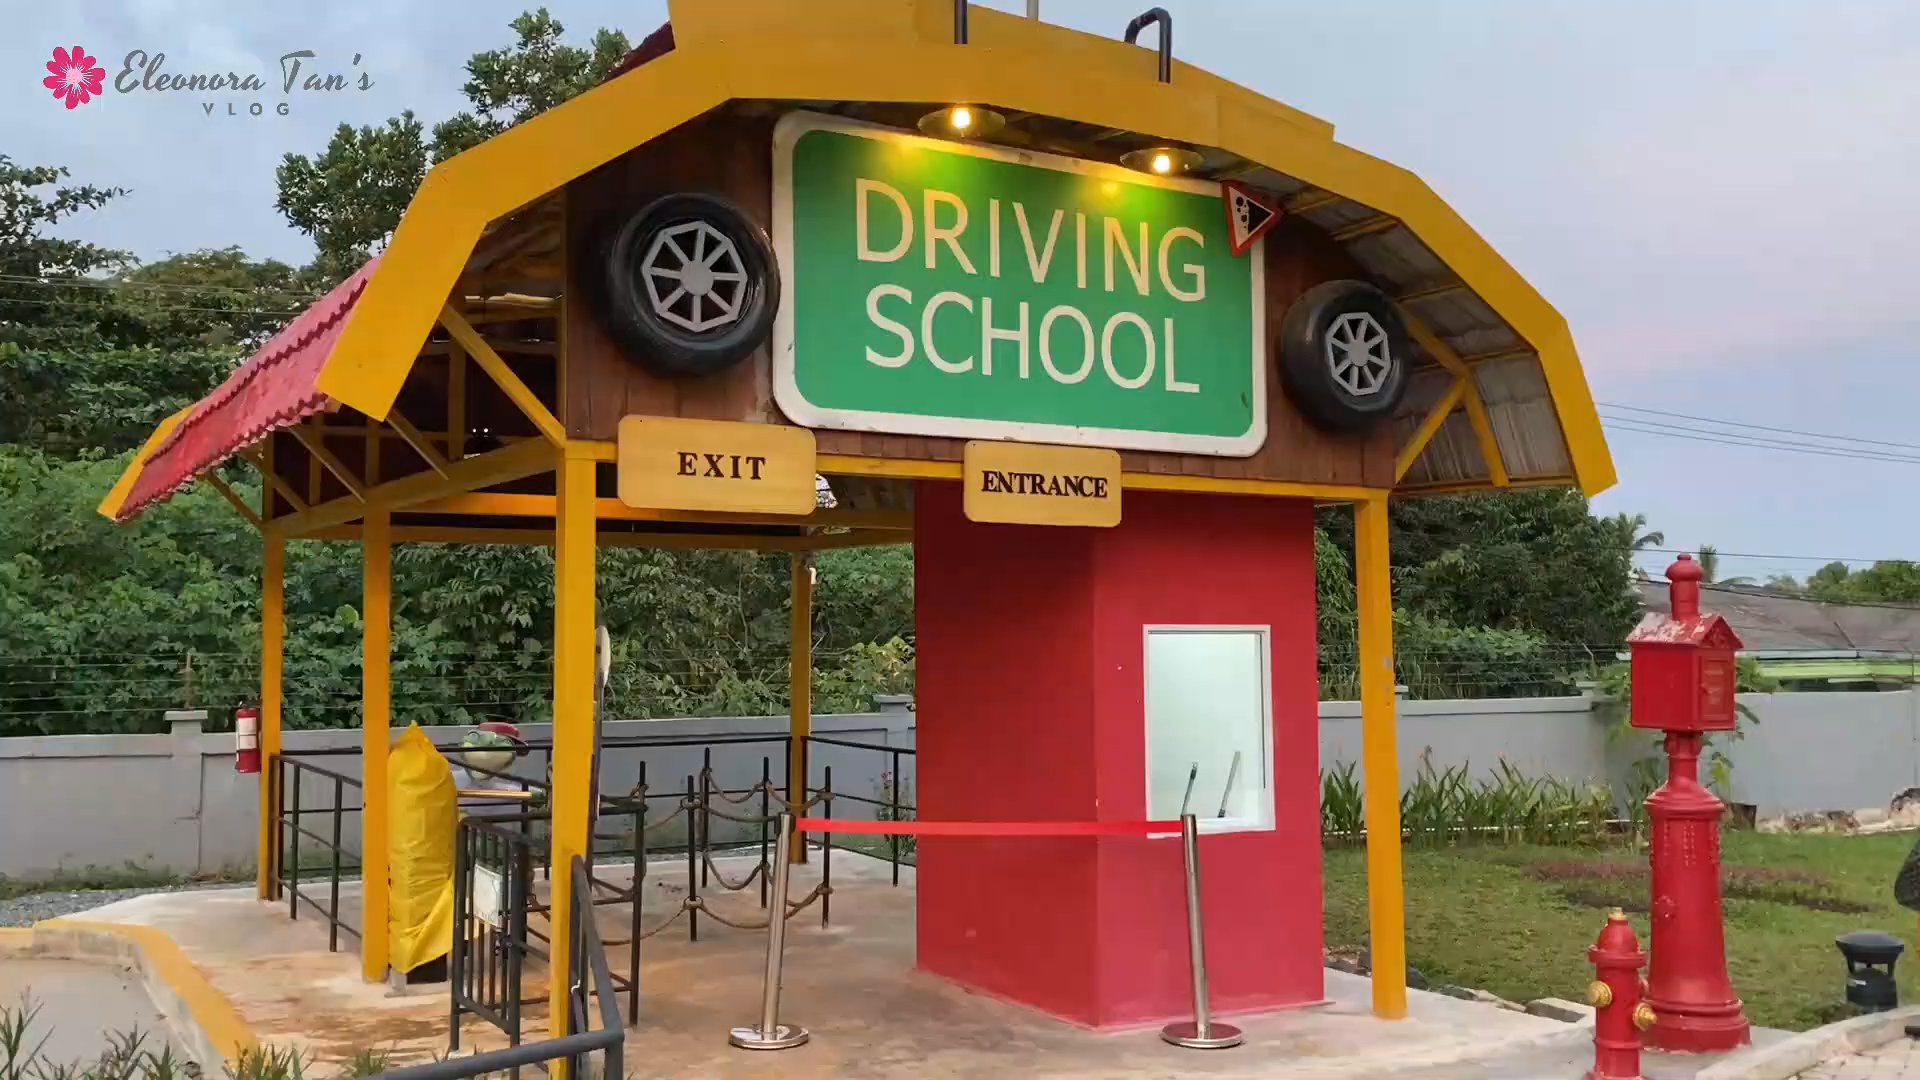 Eleonora Tan's
VLOG
DRIVING
SCHOOL
EXIT
ENTRANCE